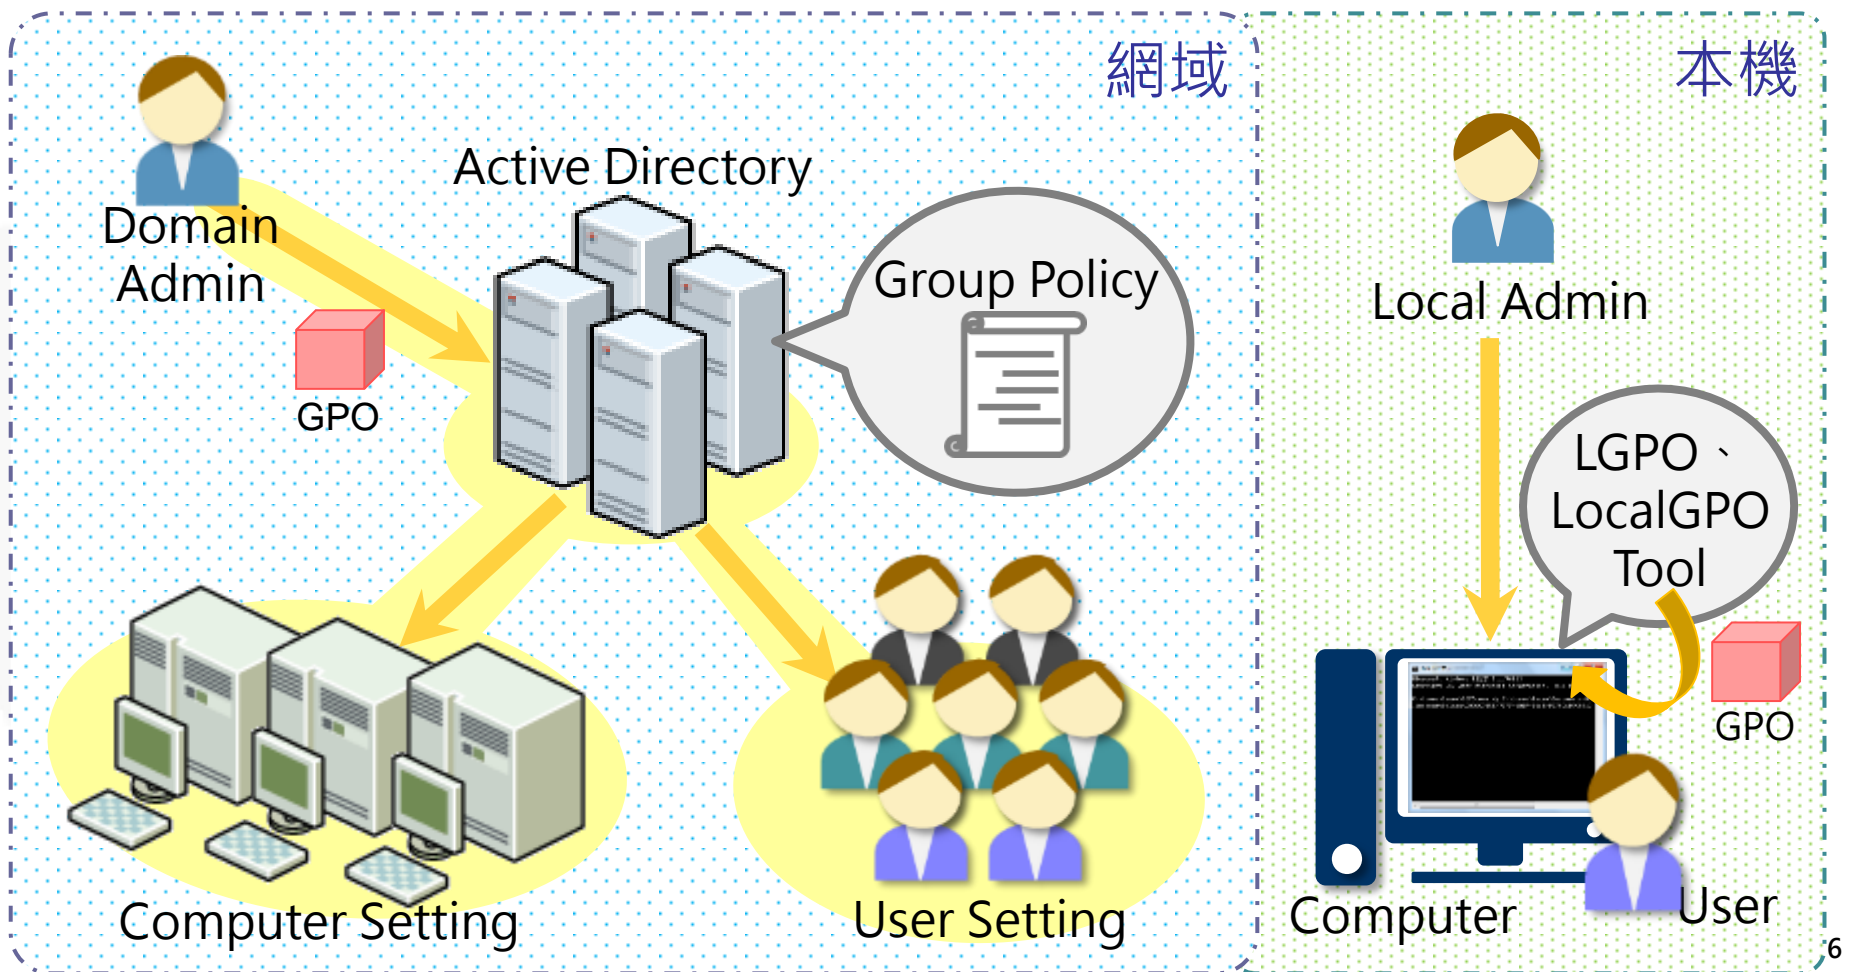 網域
Domain
Admin
Active Directory
Group Policy
GPO
Computer Setting
User Setting
本機
Local Admin
LGPO、
LocalGPO
Tool
GPO
Computer
User
6